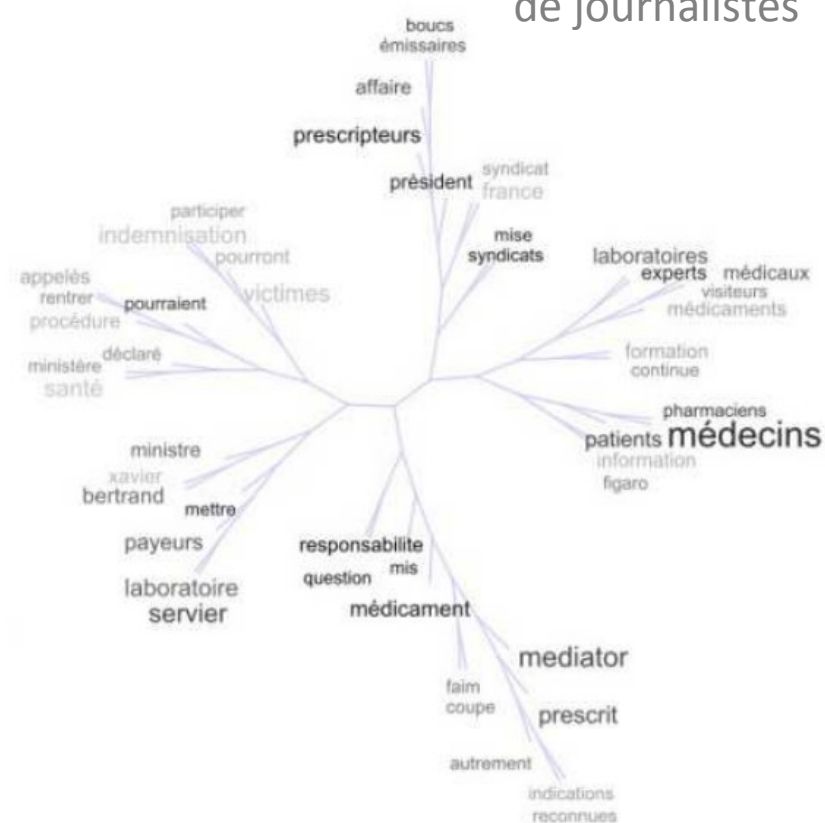 de journalistes
boucs
émissaires
affaire
prescripteurs
président
syndicat
france
mise
syndicats
participer
indemnisation
pourront
victimes
appelés
rentrer
pourraient
procédure
déclaré
ministère
santé
laboratoires
experts médicaux
visiteurs
médicaments
formation
continue
pharmaciens
patients médecins
information
figaro
ministre
xavier
bertrand
mettre
payeurs
laboratoire
servier
responsabilite
question
mis
médicament
mediator
faim
coupe
prescrit
autrement
indications
reconnues